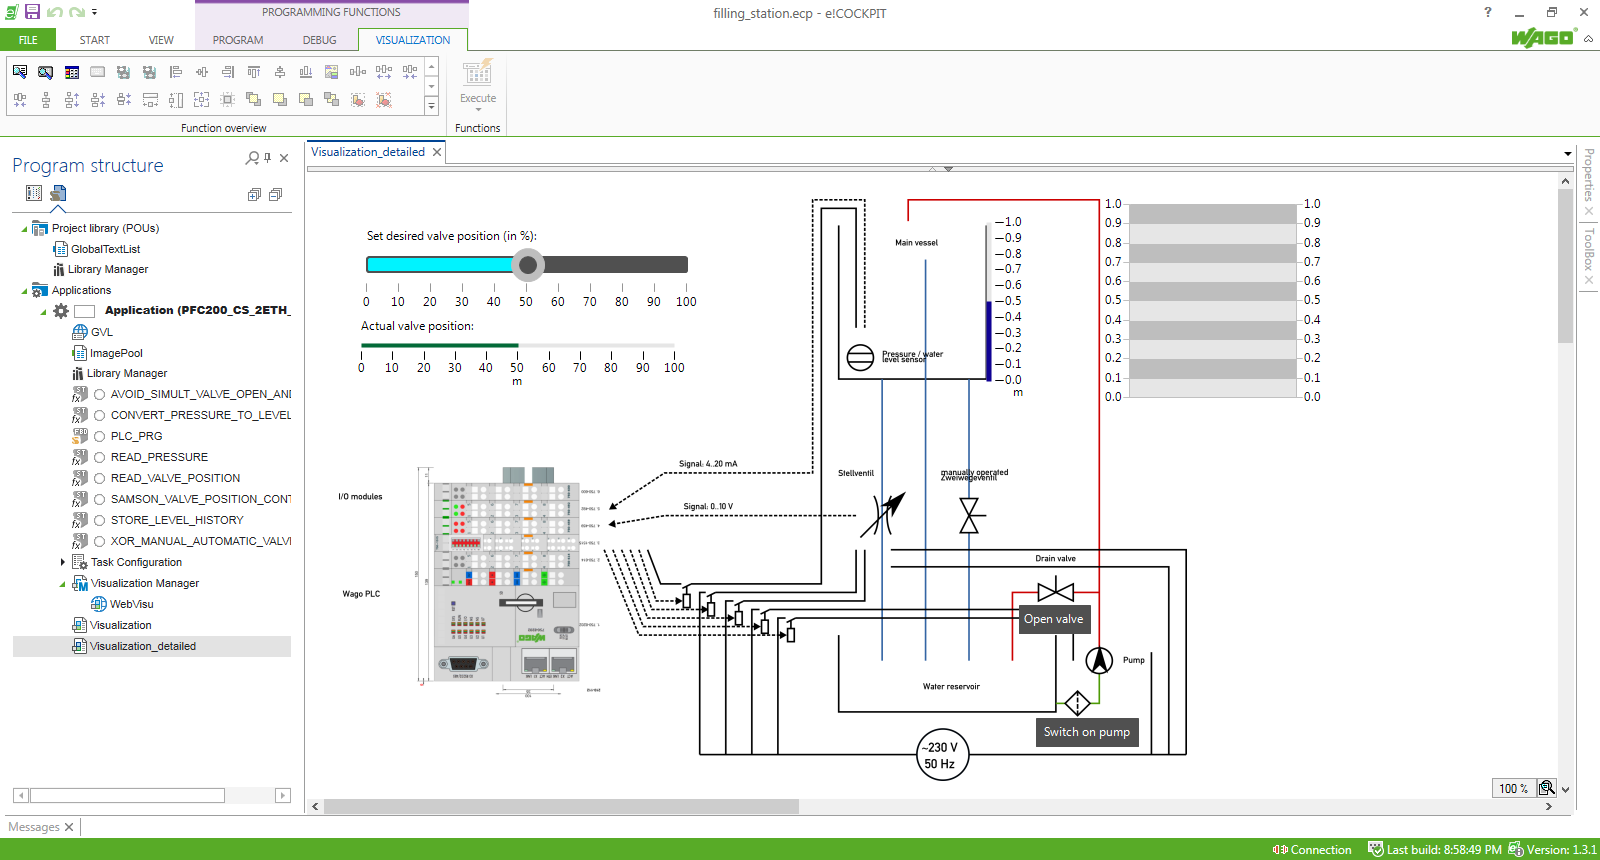 PROGRAMMING FUNCTIONS
filling_station.ecp - e!COCKPIT
FILE
START
VIEW
PROGRAM
DEBUG
VISUALIZATION
WAGO
Execute
Function overview
Functions
Program structure
Project library (POUs)
GlobalTextList
Library Manager
Applications
Application (PFC200_CS_2ETH_
GVL
ImagePool
Library Manager
AVOID_SIMULT_VALVE_OPEN_ANI
CONVERT_PRESSURE_TO_LEVEL
PLC_PRG
READ_PRESSURE
READ_VALVE_POSITION
SAMSON_VALVE_POSITION_CONT
STORE_LEVEL_HISTORY
XOR_MANUAL_AUTOMATIC_VALVI
Task Configuration
Visualization Manager
WebVisu
Visualization
Visualization_detailed
Visualization_detailed
Set desired valve position (in %):
0 10 20 30 40 50 60 70 80 90 100
Actual valve position:
0 10 20 30 40 50 60 70 80 90 100
m
Main vessel
1.0
0.9
0.8
0.7
0.6
0.5
0.4
0.3
0.2
0.1
0.0
m
Pressure / water
level sensor
1.0 1.0
0.9 0.9
0.8 0.8
0.7 0.7
0.6 0.6
0.5 0.5
0.4 0.4
0.3 0.3
0.2 0.2
0.1 0.1
0.0 0.0
Signal: 4..20 mA
Signal: 0..10 V
Stellventil
manually operated
Zweiwegeventil
I/O modules
Wago PLC
WAGO
Drain valve
Open valve
Pump
Water reservoir
Switch on pump
~230 V
50 Hz
Properties
ToolBox
100 %
Messages
Connection
Last build: 8:58:49 PM
Version: 1.3.1